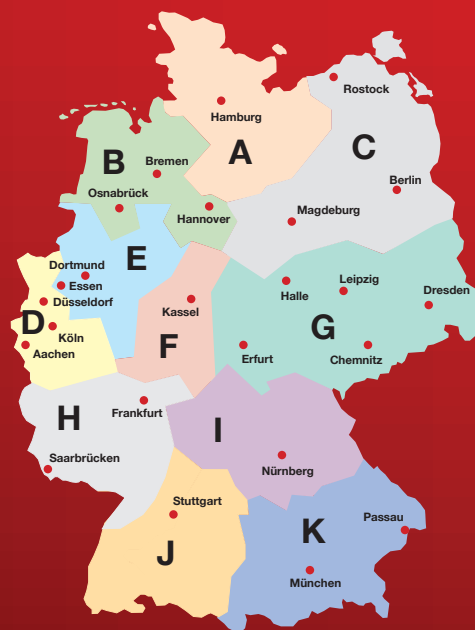 Rostock
Hamburg
A
C
B
Bremen
Berlin
Osnabrück
Hannover
Magdeburg
E
Dortmund
Essen
Düsseldorf
Halle
Leipzig
Dresden
D
Kassel
G
Köln
Aachen
F
Erfurt
Chemnitz
H
Frankfurt
I
Saarbrücken
Nürnberg
Stuttgart
Passau
K
J
München